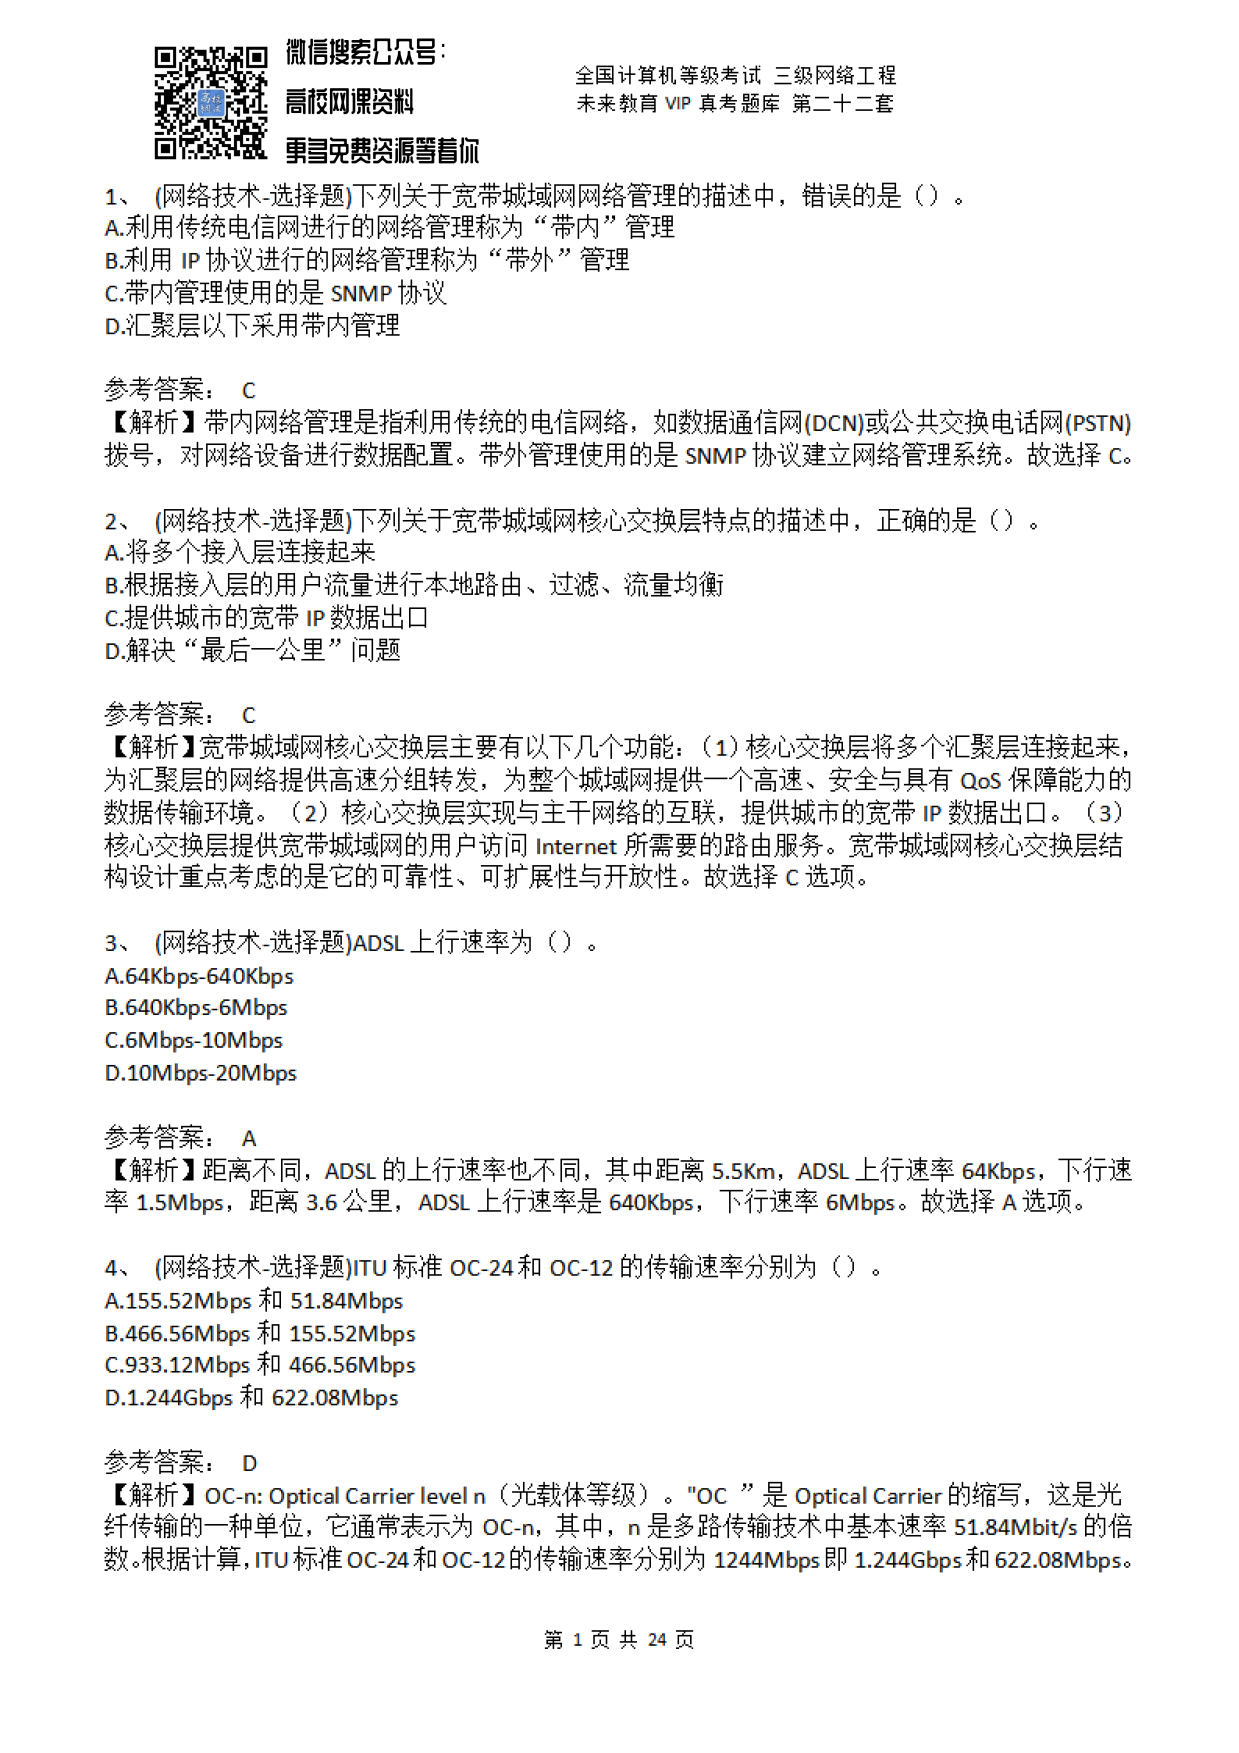 微信搜索公众号：
高校网课资料
更多免费资源等着你
全国计算机等级考试 三级网络工程
未来教育 VIP 真考题库 第二十二套
1、 (网络技术-选择题)下列关于宽带城域网网络管理的描述中，错误的是（）。
A.利用传统电信网进行的网络管理称为“带内”管理
B.利用 IP 协议进行的网络管理称为“带外”管理
C.带内管理使用的是 SNMP 协议
D.汇聚层以下采用带内管理
参考答案： C
【解析】带内网络管理是指利用传统的电信网络，如数据通信网(DCN)或公共交换电话网(PSTN)
拨号，对网络设备进行数据配置。带外管理使用的是 SNMP 协议建立网络管理系统。故选择 C。
2、 (网络技术-选择题)下列关于宽带城域网核心交换层特点的描述中，正确的是（）。
A.将多个接入层连接起来
B.根据接入层的用户流量进行本地路由、过滤、流量均衡
C.提供城市的宽带 IP 数据出口
D.解决“最后一公里”问题
参考答案： C
【解析】宽带城域网核心交换层主要有以下几个功能：（1）核心交换层将多个汇聚层连接起来，
为汇聚层的网络提供高速分组转发，为整个城域网提供一个高速、安全与具有 QoS 保障能力的
数据传输环境。（2）核心交换层实现与主干网络的互联，提供城市的宽带 IP 数据出口。（3）
核心交换层提供宽带城域网的用户访问 Internet 所需要的路由服务。宽带城域网核心交换层结
构设计重点考虑的是它的可靠性、可扩展性与开放性。故选择 C 选项。
3、 (网络技术-选择题)ADSL 上行速率为（）。
A.64Kbps-640Kbps
B.640Kbps-6Mbps
C.6Mbps-10Mbps
D.10Mbps-20Mbps
参考答案： A
【解析】距离不同，ADSL 的上行速率也不同，其中距离 5.5Km，ADSL 上行速率 64Kbps，下行速
率 1.5Mbps，距离 3.6 公里，ADSL 上行速率是 640Kbps，下行速率 6Mbps。故选择 A 选项。
4、 (网络技术-选择题)ITU 标准 OC-24 和 OC-12 的传输速率分别为（）。
A.155.52Mbps 和 51.84Mbps
B.466.56Mbps 和 155.52Mbps
C.933.12Mbps 和 466.56Mbps
D.1.244Gbps 和 622.08Mbps
参考答案： D
【解析】OC-n: Optical Carrier level n（光载体等级）。"OC ”是 Optical Carrier 的缩写，这是光
纤传输的一种单位，它通常表示为 OC-n，其中，n 是多路传输技术中基本速率 51.84Mbit/s 的倍
数。根据计算，ITU 标准 OC-24 和 OC-12 的传输速率分别为 1244Mbps 即 1.244Gbps 和 622.08Mbps。
第 1 页 共 24 页